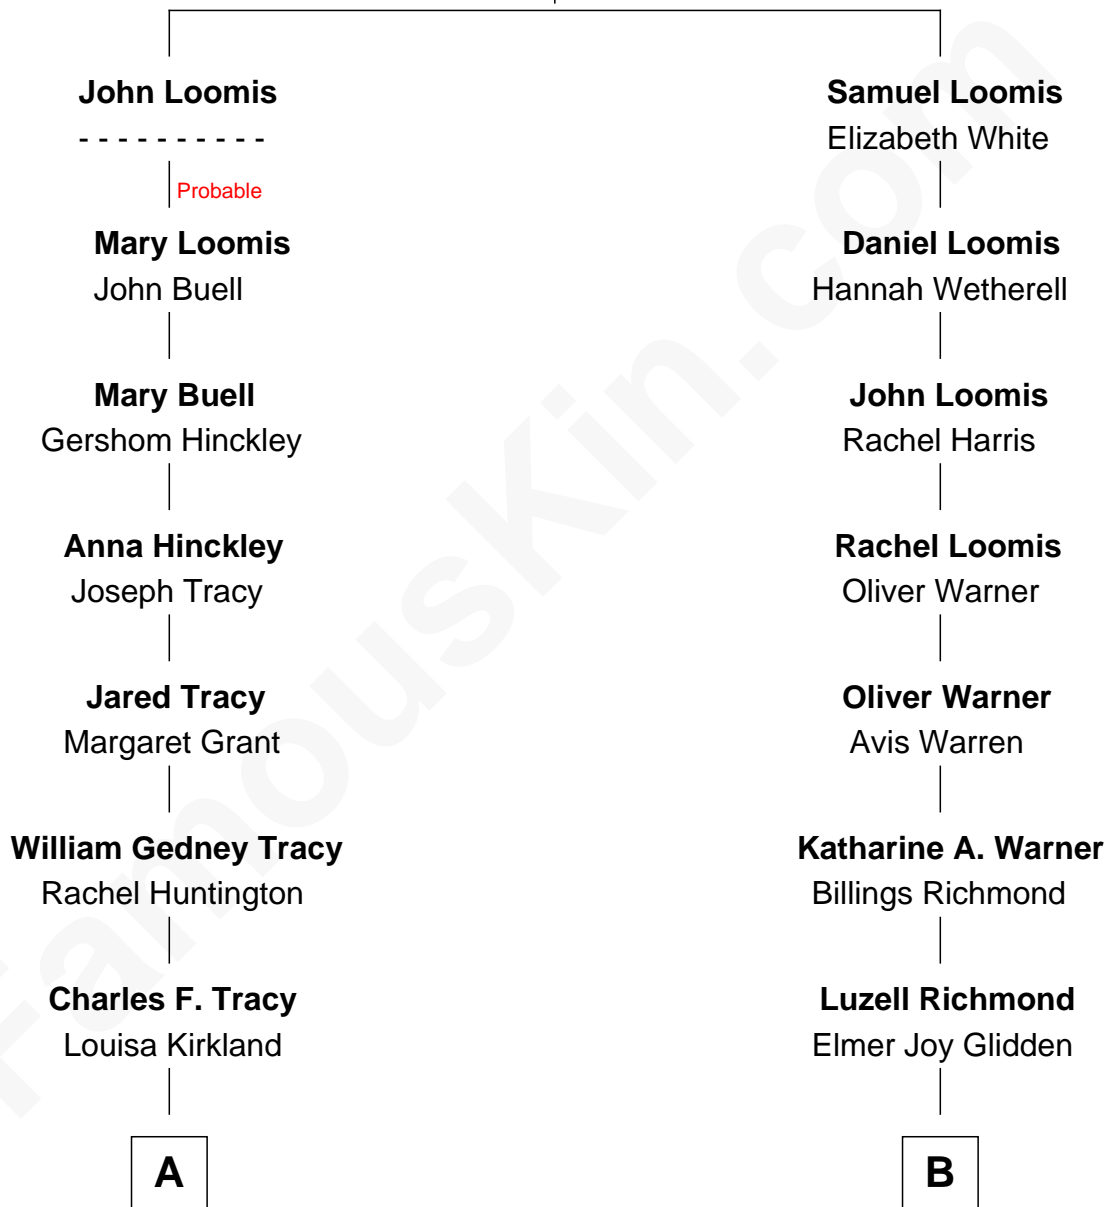 John Loomis
- - - - - - - - - -
Probable
Mary Loomis
John Buell
Mary Buell
Gershom Hinckley
Anna Hinckley
Joseph Tracy
Jared Tracy
Margaret Grant
William Gedney Tracy
Rachel Huntington
Charles F. Tracy
Louisa Kirkland
A
Samuel Loomis
Elizabeth White
Daniel Loomis
Hannah Wetherell
John Loomis
Rachel Harris
Rachel Loomis
Oliver Warner
Oliver Warner
Avis Warren
Katharine A. Warner
Billings Richmond
Luzell Richmond
Elmer Joy Glidden
B
FamousKin.com